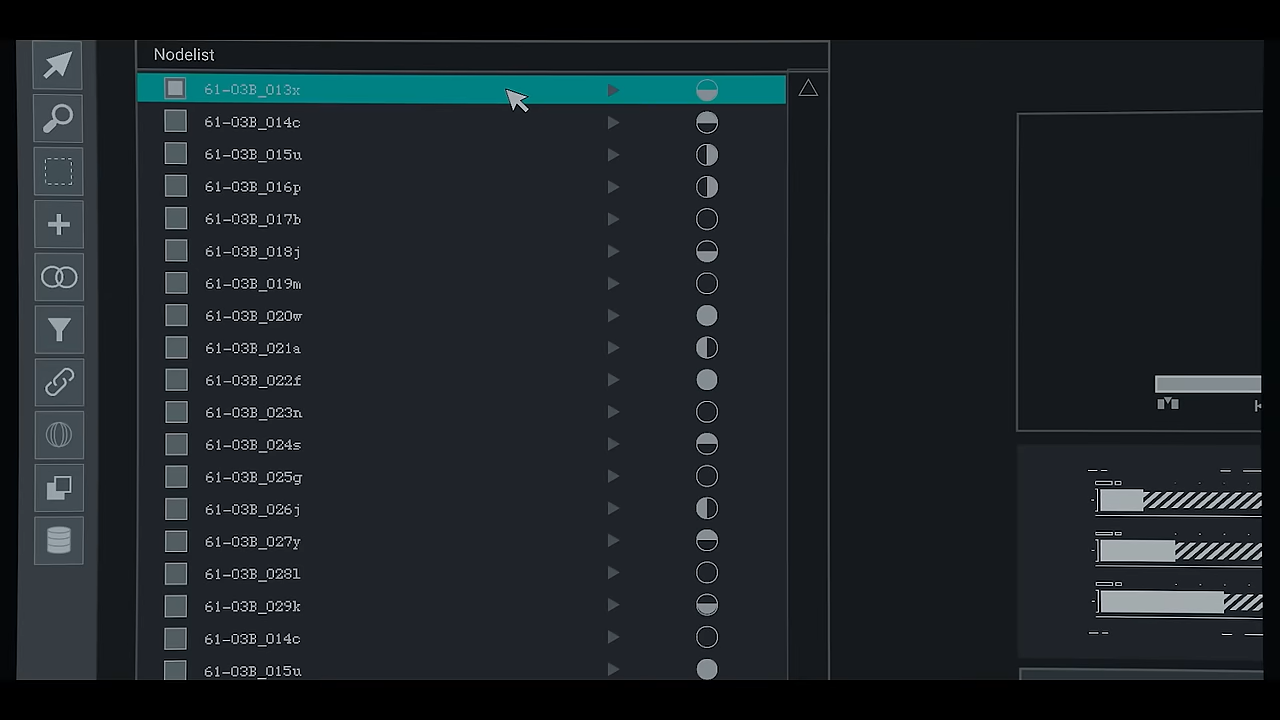 Nodelist
61-03B_013x
61-03B_014c
61-03B_015u
61-03B_016p
61-03B_017b
61-03B_018j
61-03B_019m
61-03B_020w
61-03B_021a
61-03B_022f
61-03B_023n
61-03B_024s
61-03B_025g
61-03B_026j
61-03B_027y
61-03B_028l
61-03B_029k
61-03B_014c
61-03B_015u